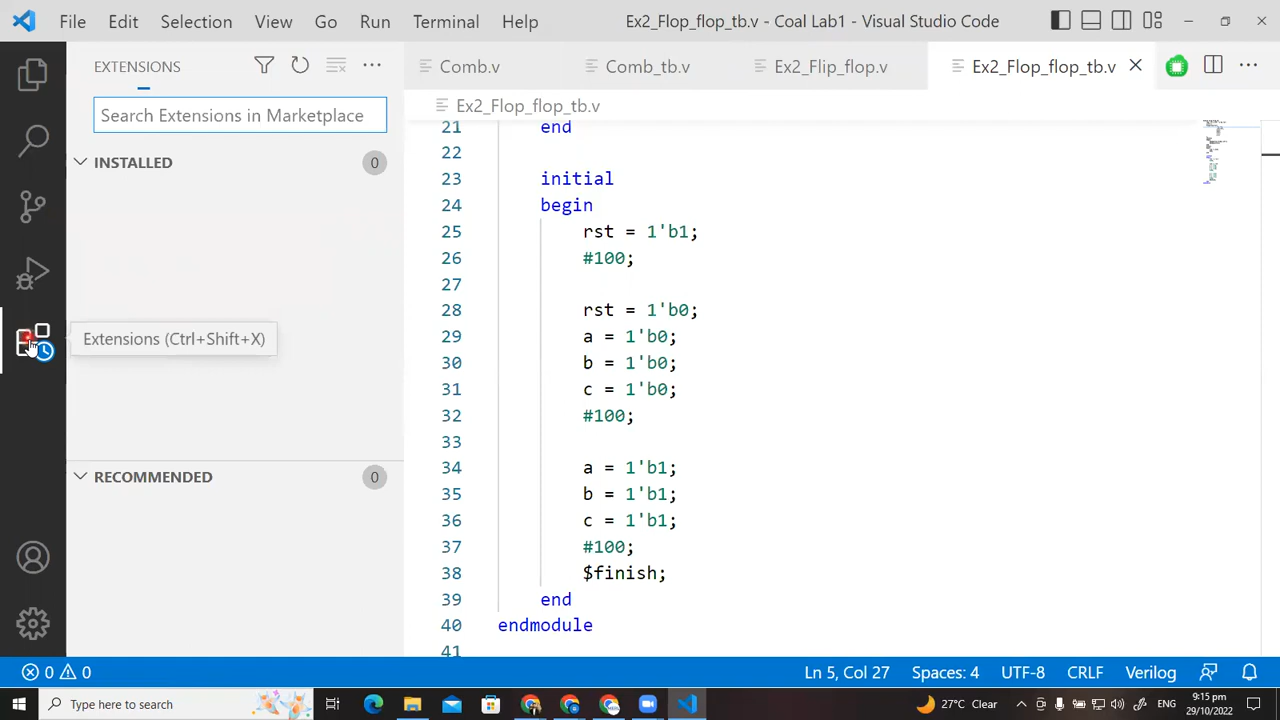 File Edit Selection View Go Run Terminal Help
Ex2_Flop_flop_tb.v - Coal Lab1 - Visual Studio Code
EXTENSIONS
Search Extensions in Marketplace
INSTALLED 0
Extensions (Ctrl+Shift+X)
RECOMMENDED 0
Comb.v Comb_tb.v Ex2_Flip_flop.v Ex2_Flop_flop_tb.v
Ex2_Flop_flop_tb.v
21 end
22
23 initial
24 begin
25 rst = 1'b1;
26 #100;
27
28 rst = 1'b0;
29 a = 1'b0;
30 b = 1'b0;
31 c = 1'b0;
32 #100;
33
34 a = 1'b1;
35 b = 1'b1;
36 c = 1'b1;
37 #100;
38 $finish;
39 end
40 endmodule
41
0 0 Ln 5, Col 27 Spaces: 4 UTF-8 CRLF Verilog
Type here to search
27°C Clear
ENG
9:15 pm
29/10/2022